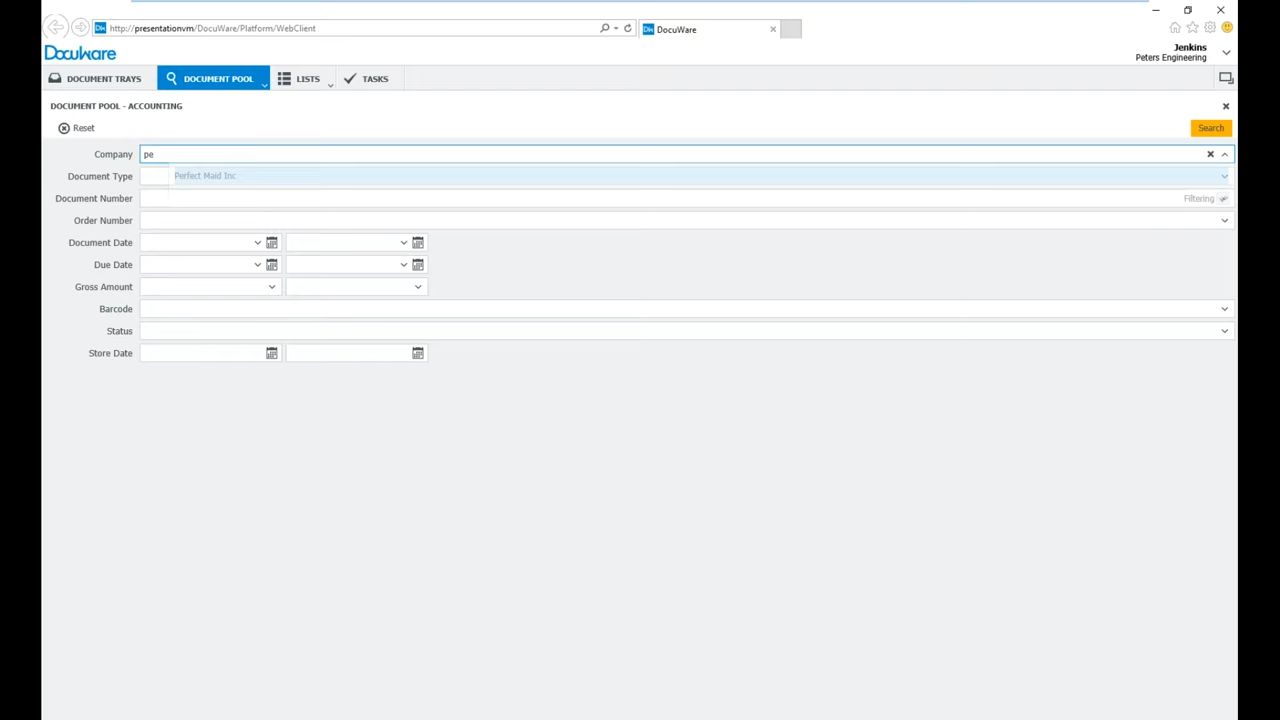 http://presentationvm/DocuWare/Platform/WebClient
DocuWare
DocuWare
Jenkins
Peters Engineering
DOCUMENT TRAYS
DOCUMENT POOL
LISTS
TASKS
DOCUMENT POOL - ACCOUNTING
Reset
Search
Company pe
Document Type Perfect Maid Inc
Document Number Filtering
Order Number
Document Date
Due Date
Gross Amount
Barcode
Status
Store Date